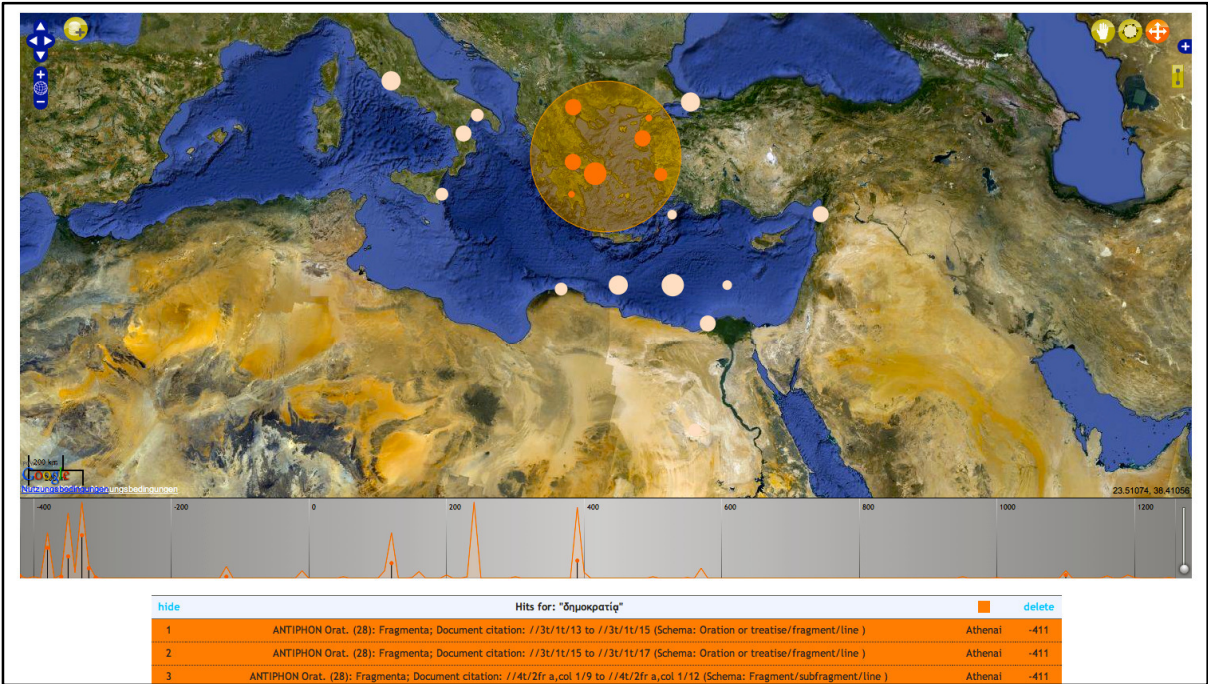 200 km
Google
Nutzungsbedingungen
ungsbedingungen
23.51074, 38.41056
-400 -200 0 200 400 600 800 1000 1200
hide Hits for: "δημοκρατίᾳ" delete
1 ANTIPHON Orat. (28): Fragmenta; Document citation: //3t/1t/13 to //3t/1t/15 (Schema: Oration or treatise/fragment/line ) Athenai -411
2 ANTIPHON Orat. (28): Fragmenta; Document citation: //3t/1t/15 to //3t/1t/17 (Schema: Oration or treatise/fragment/line ) Athenai -411
3 ANTIPHON Orat. (28): Fragmenta; Document citation: //4t/2fr a,col 1/9 to //4t/2fr a,col 1/12 (Schema: Fragment/subfragment/line ) Athenai -411